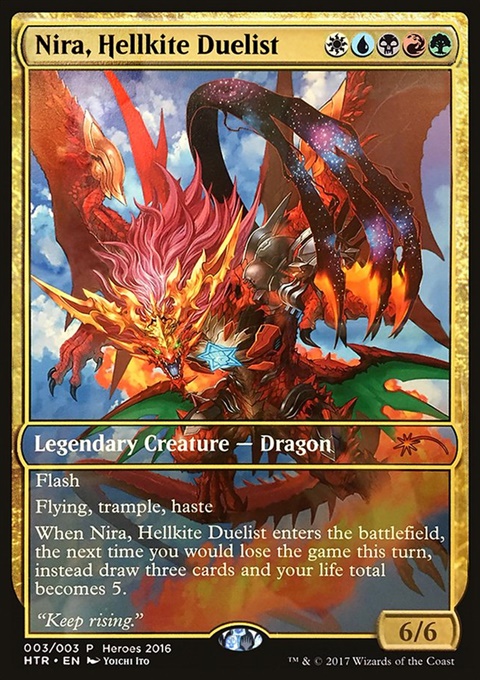 Nira, Hellkite Duelist
Legendary Creature — Dragon
Flash
Flying, trample, haste
When Nira, Hellkite Duelist enters the battlefield,
the next time you would lose the game this turn,
instead draw three cards and your life total
becomes 5.
“Keep rising.”
6/6
003/003 P Heroes 2016
HTR • EN Yoichi Ito
™ & © 2017 Wizards of the Coast